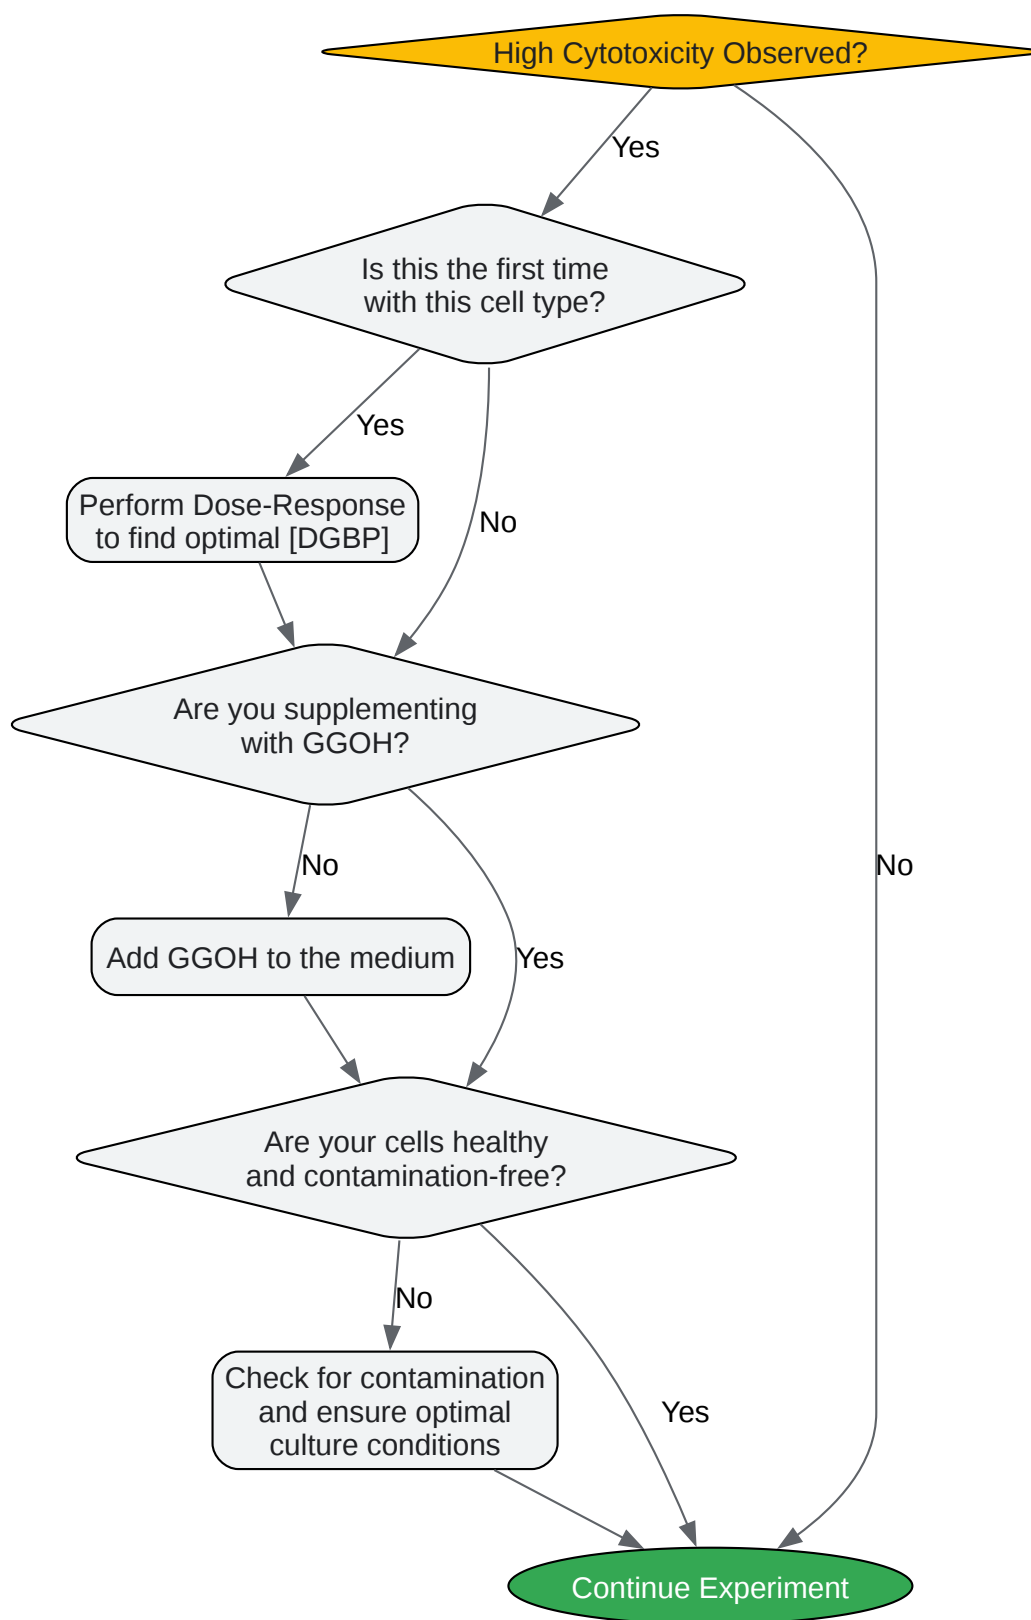 High Cytotoxicity Observed?
Yes
Is this the first time
with this cell type?
Yes
Perform Dose-Response
to find optimal [DGBP]
No
Are you supplementing
with GGOH?
No
No
Add GGOH to the medium
Yes
Are your cells healthy
and contamination-free?
No
Check for contamination
and ensure optimal
culture conditions
Yes
Continue Experiment